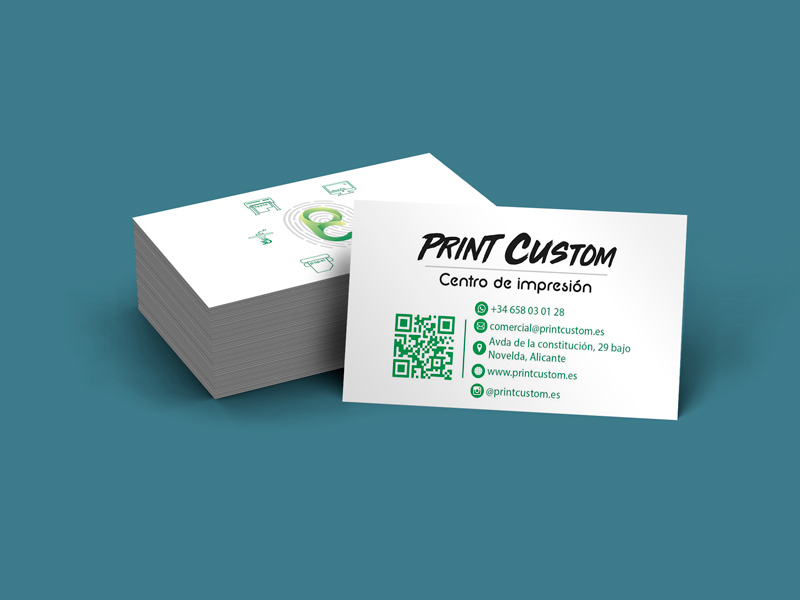 PRINT CUSTOM
Centro de impresión
+34 658 03 01 28
comercial@printcustom.es
Avda de la constitución, 29 bajo
Novelda, Alicante
www.printcustom.es
@printcustom.es